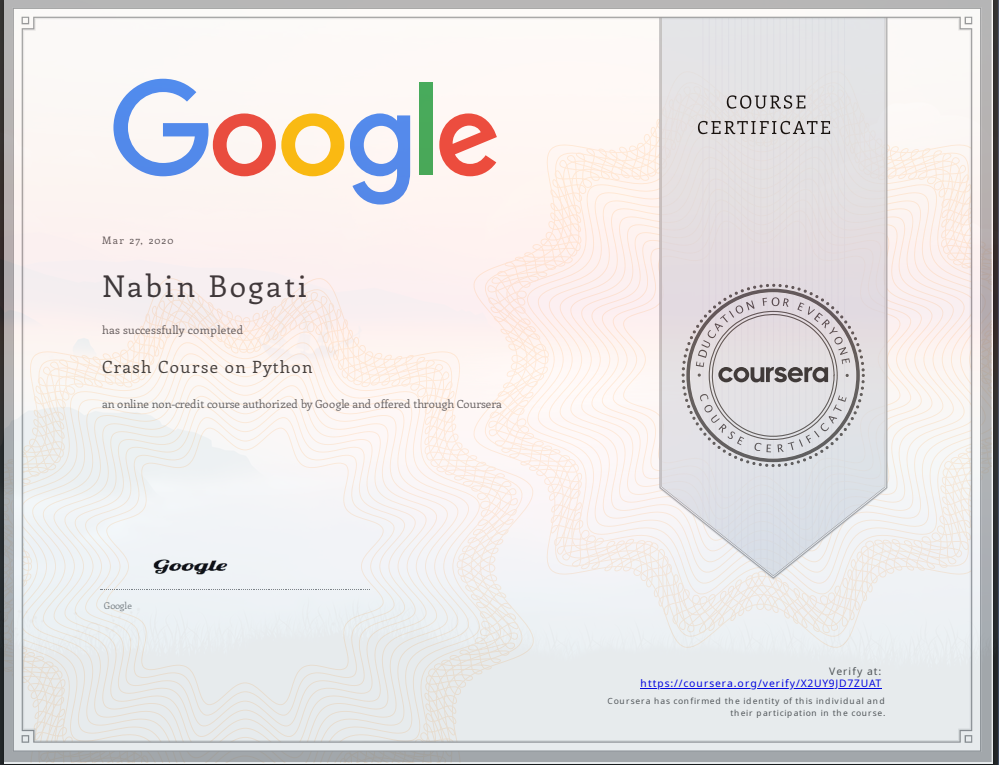 Google
COURSE
CERTIFICATE
Mar 27, 2020
Nabin Bogati
has successfully completed
Crash Course on Python
an online non-credit course authorized by Google and offered through Coursera
EDUCATION FOR EVERYONE
coursera
COURSE CERTIFICATE
Google
Google
Verify at:
https://coursera.org/verify/X2UY9JD7ZUAT
Coursera has confirmed the identity of this individual and
their participation in the course.